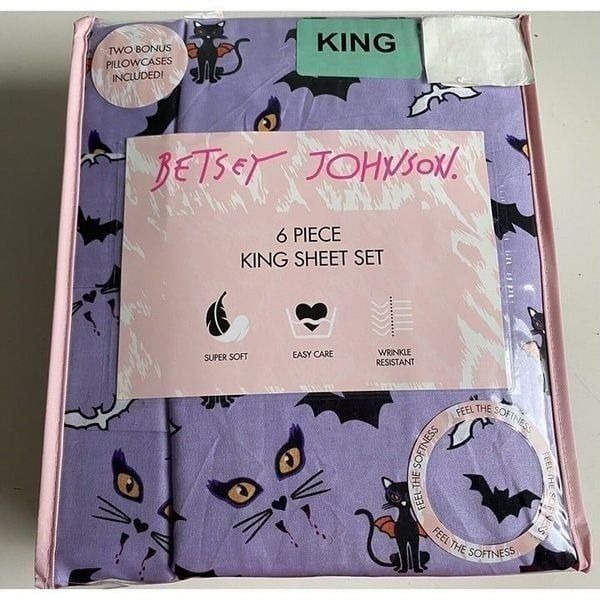 TWO BONUS
PILLOWCASES
INCLUDED!
KING
BETSEY JOHNSON.
6 PIECE
KING SHEET SET
SUPER SOFT
EASY CARE
WRINKLE
RESISTANT
FEEL THE SOFTNESS
FEEL THE SOFTNESS
FEEL THE SOFTNESS
FEEL THE SOFTNESS